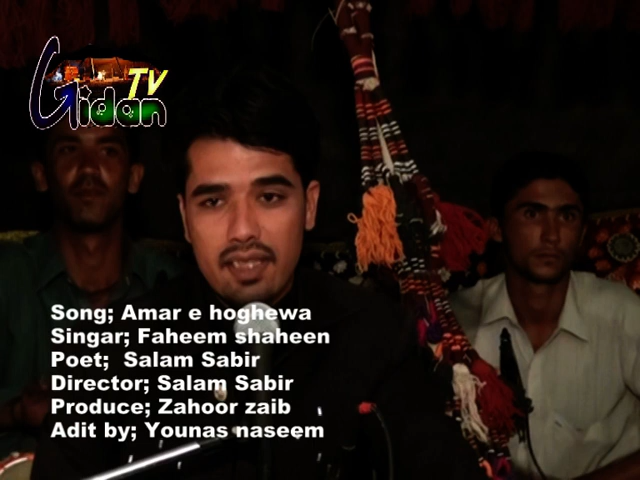 Gidan TV
Song; Amar e hoghewa
Singar; Faheem shaheen
Poet;  Salam Sabir
Director; Salam Sabir
Produce; Zahoor zaib
Adit by; Younas naseem